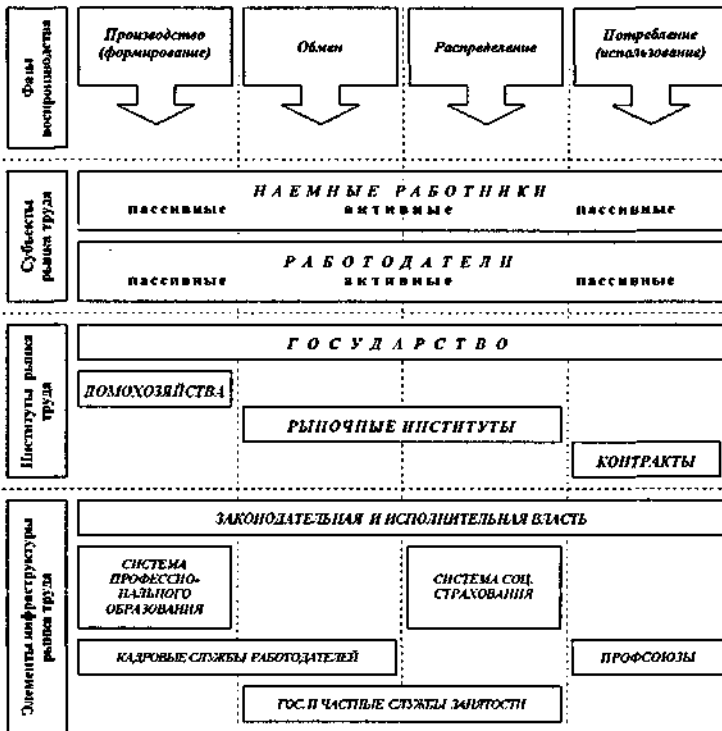 Фазы
воспроизводства
Производство
(формирование)
Обмен
Распределение
Потребление
(использование)
Субъекты
рынка труда
НАЕМНЫЕ РАБОТНИКИ
пассивные активные пассивные
РАБОТОДАТЕЛИ
пассивные активные пассивные
Институты рынка
труда
ГОСУДАРСТВО
ДОМОХОЗЯЙСТВА
РЫНОЧНЫЕ ИНСТИТУТЫ
КОНТРАКТЫ
Элементы инфраструктуры
рынка труда
ЗАКОНОДАТЕЛЬНАЯ И ИСПОЛНИТЕЛЬНАЯ ВЛАСТЬ
СИСТЕМА
ПРОФЕССИО-
НАЛЬНОГО
ОБРАЗОВАНИЯ
СИСТЕМА СОЦ.
СТРАХОВАНИЯ
КАДРОВЫЕ СЛУЖБЫ РАБОТОДАТЕЛЕЙ
ПРОФСОЮЗЫ
ГОС. И ЧАСТНЫЕ СЛУЖБЫ ЗАНЯТОСТИ